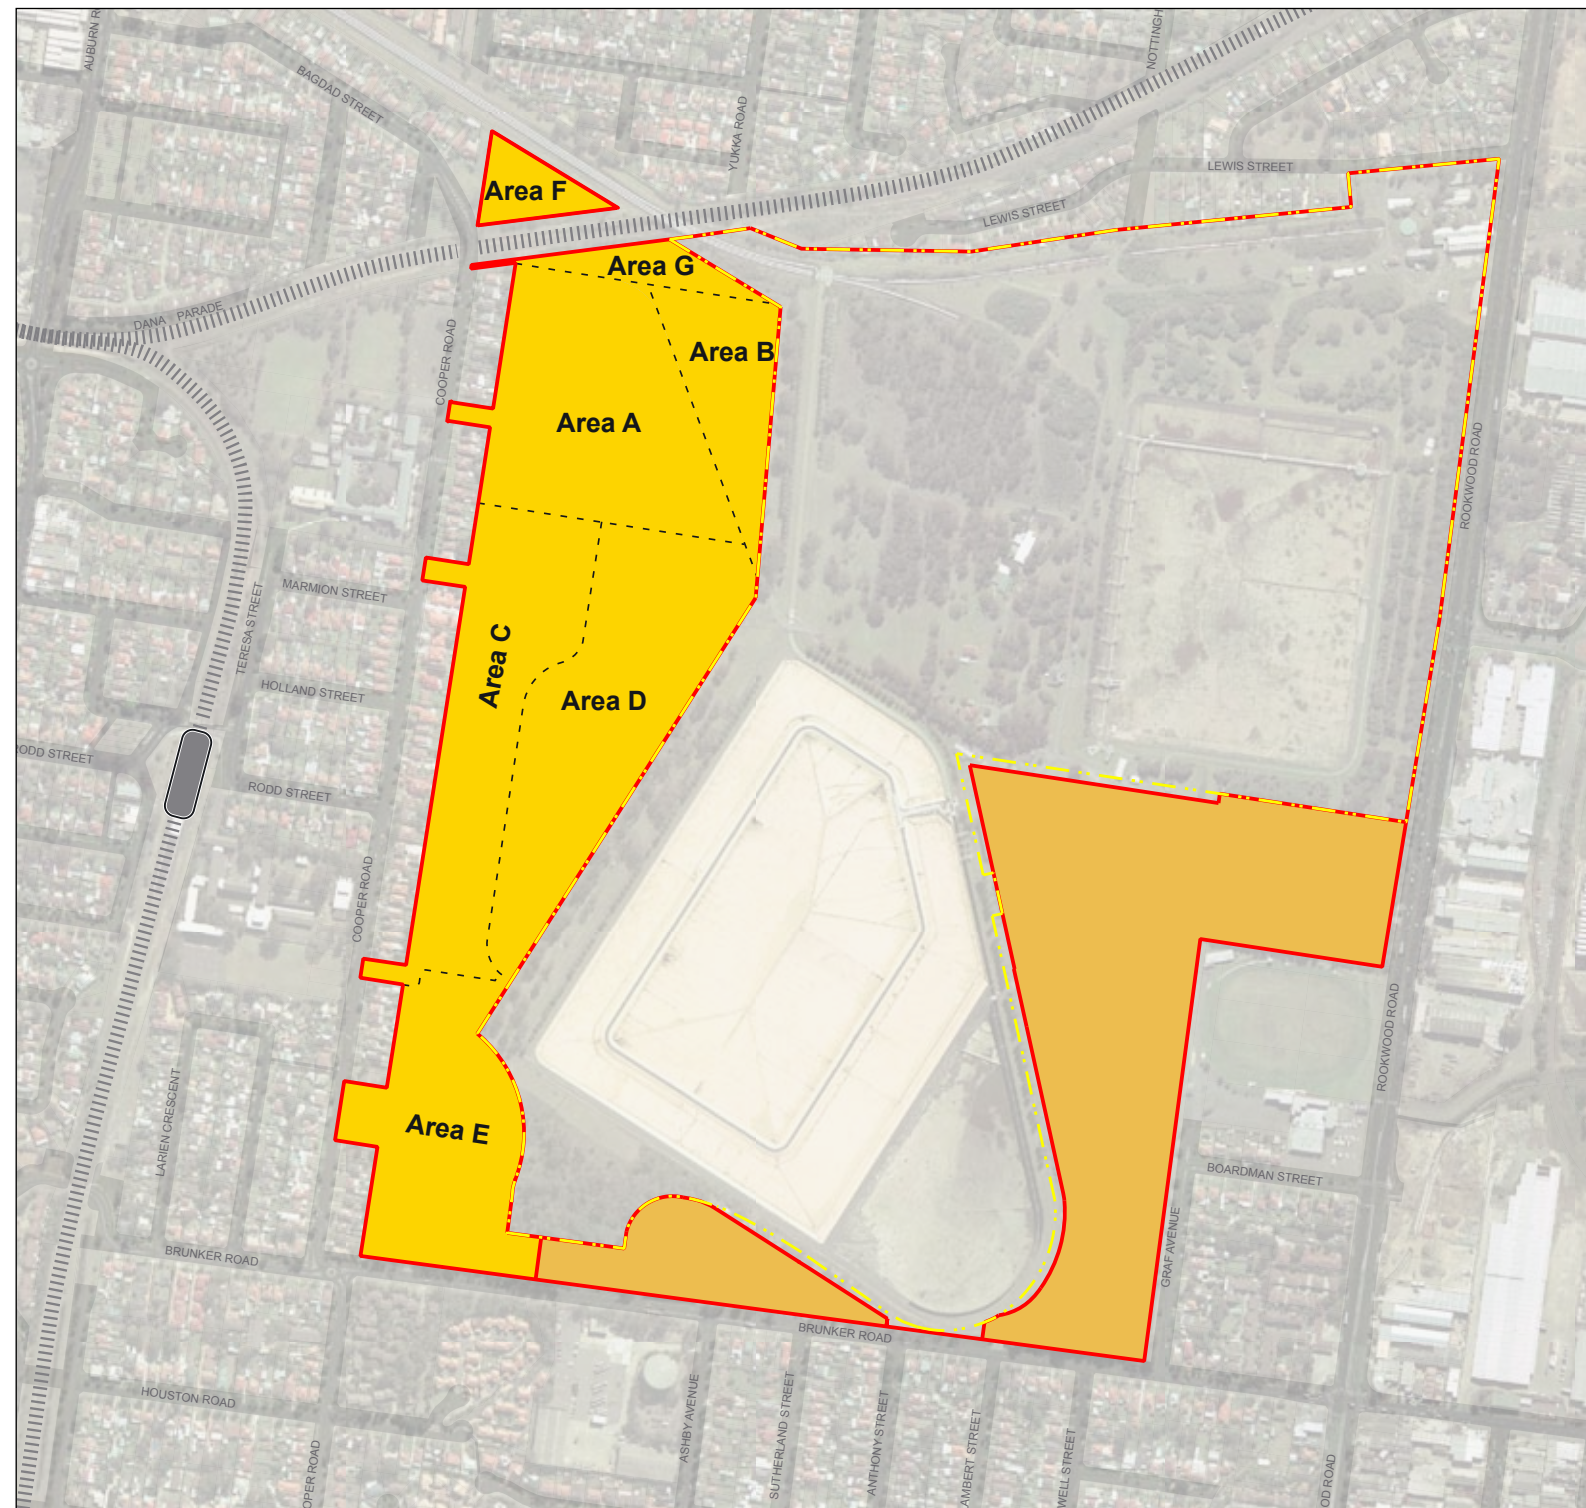 AUBURN R
BAGDAD STREET
YUKKA ROAD
NOTTINGH
LEWIS STREET
LEWIS STREET
Area F
Area G
DANA PARADE
COOPER ROAD
Area B
Area A
ROOKWOOD ROAD
MARMION STREET
TERESA STREET
Area C
HOLLAND STREET
Area D
RODD STREET
RODD STREET
COOPER ROAD
ROOKWOOD ROAD
LARIEN CRESCENT
Area E
BOARDMAN STREET
GRAF AVENUE
BRUNKER ROAD
BRUNKER ROAD
HOUSTON ROAD
ASHBY AVENUE
SUTHERLAND STREET
ANTHONY STREET
AMBERT STREET
WELL STREET
OPER ROAD
OD ROAD